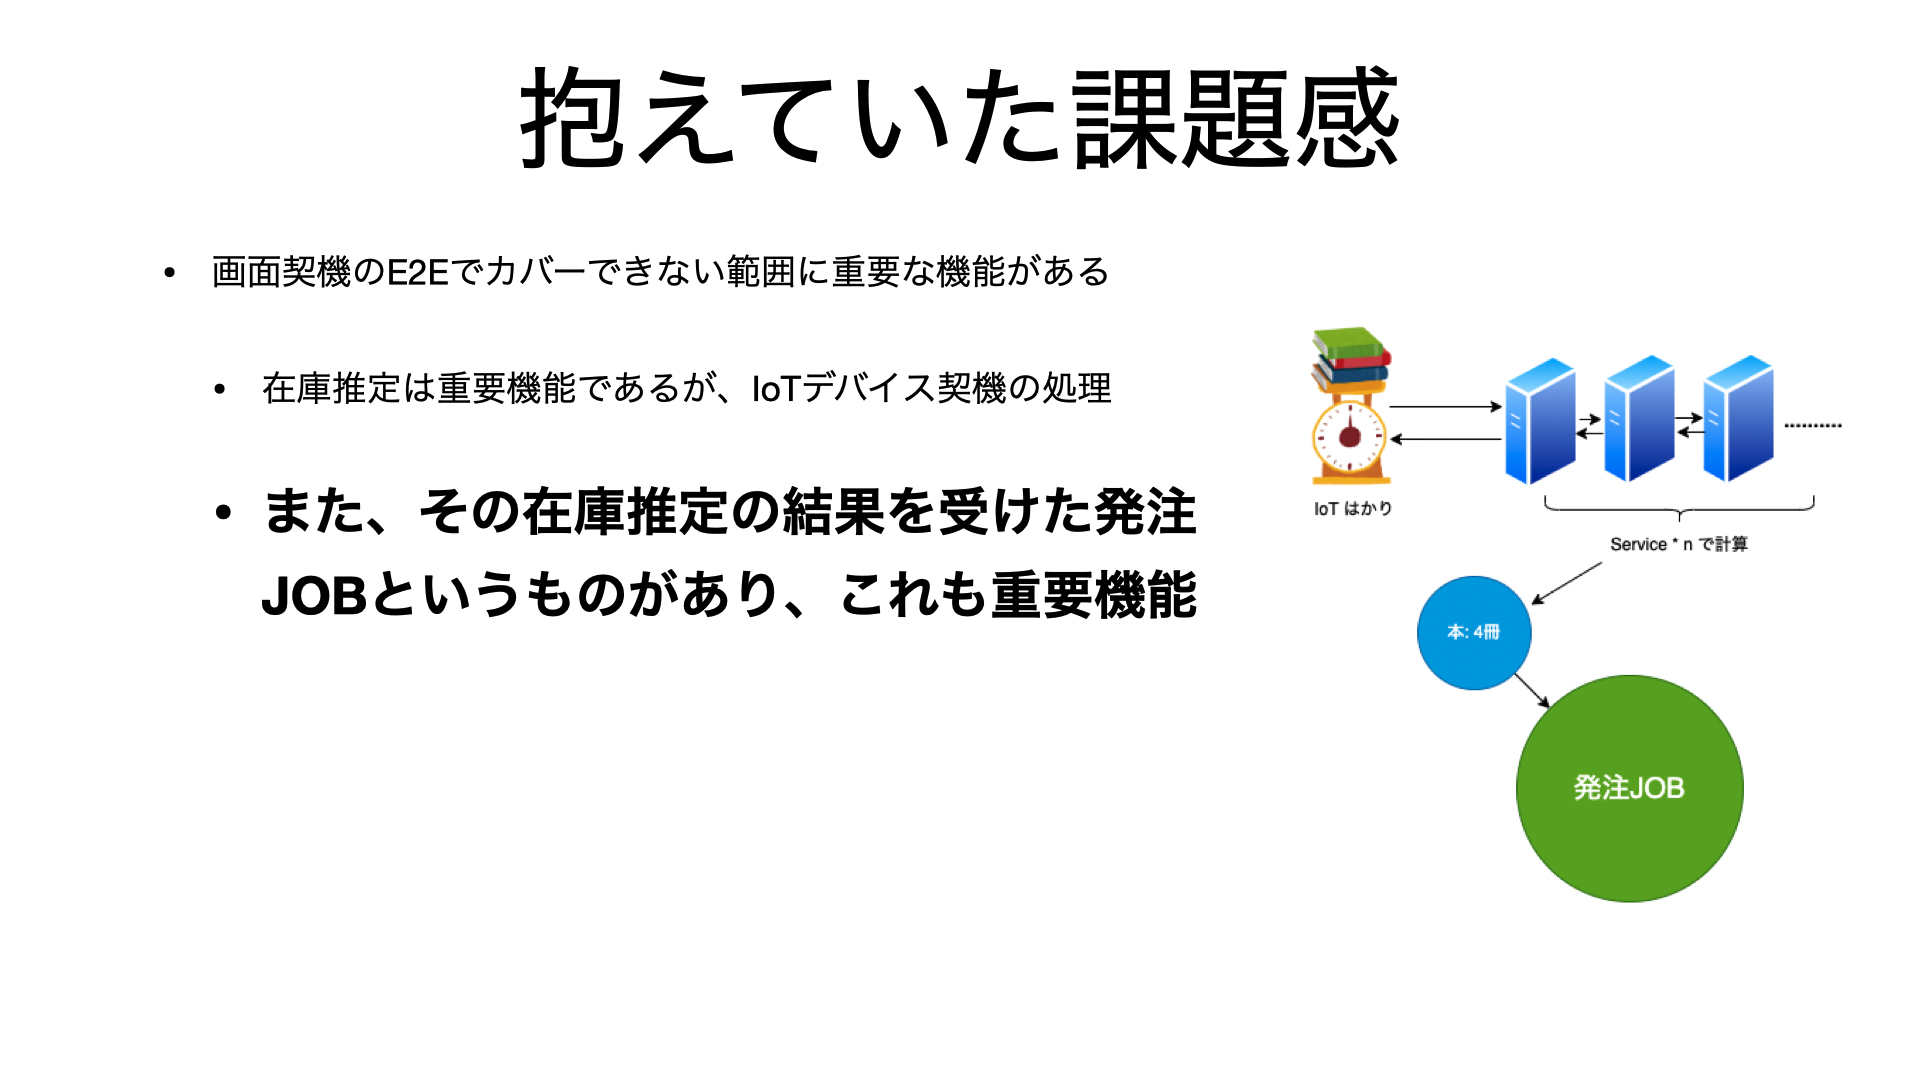 抱えていた課題感
• 画面契機のE2Eでカバーできない範囲に重要な機能がある
• 在庫推定は重要機能であるが、IoTデバイス契機の処理
• また、その在庫推定の結果を受けた発注
JOBというものがあり、これも重要機能
IoT はかり
Service * n で計算
本: 4冊
発注JOB